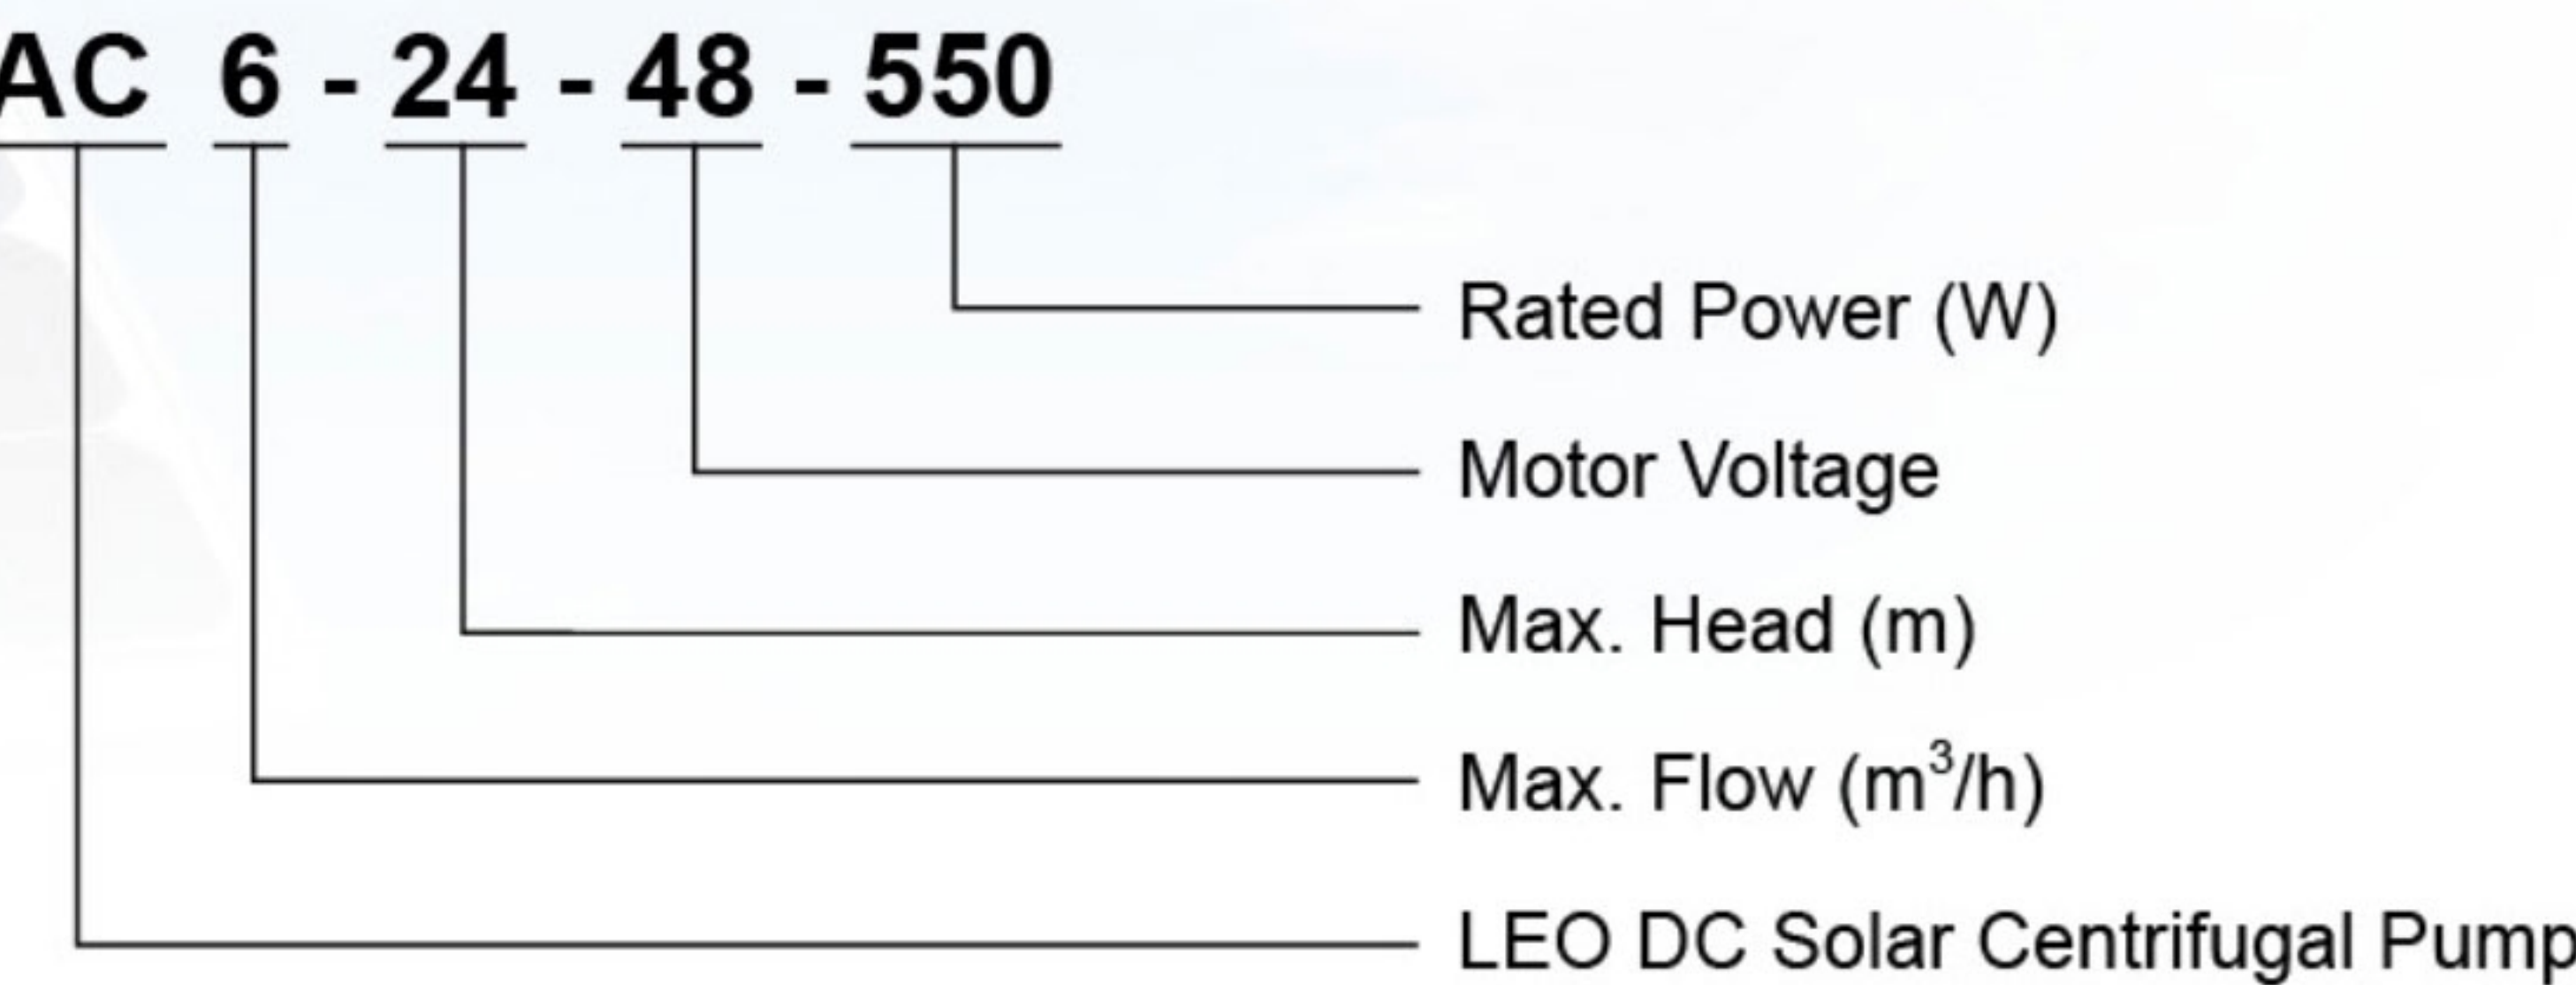 AC 6 - 24 - 48 - 550
Rated Power (W)
Motor Voltage
Max. Head (m)
Max. Flow (m³/h)
LEO DC Solar Centrifugal Pump